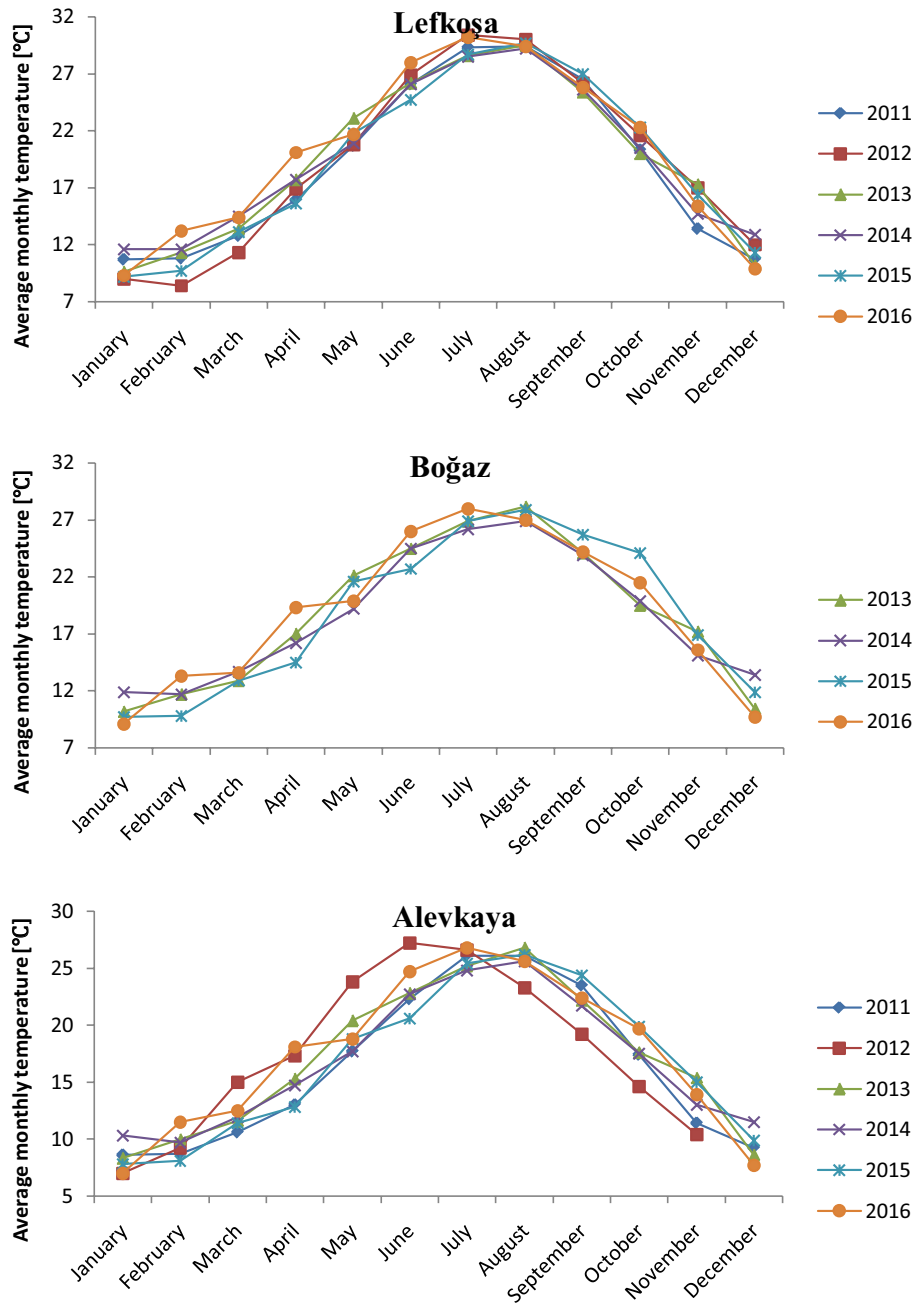 Lefkoşa
Average monthly temperature [℃]
32
27
22
17
12
7
January
February
March
April
May
June
July
August
September
October
November
December
2011
2012
2013
2014
2015
2016
Boğaz
Average monthly temperature [℃]
32
27
22
17
12
7
January
February
March
April
May
June
July
August
September
October
November
December
2013
2014
2015
2016
Alevkaya
Average monthly temperature [℃]
30
25
20
15
10
5
January
February
March
April
May
June
July
August
September
October
November
December
2011
2012
2013
2014
2015
2016